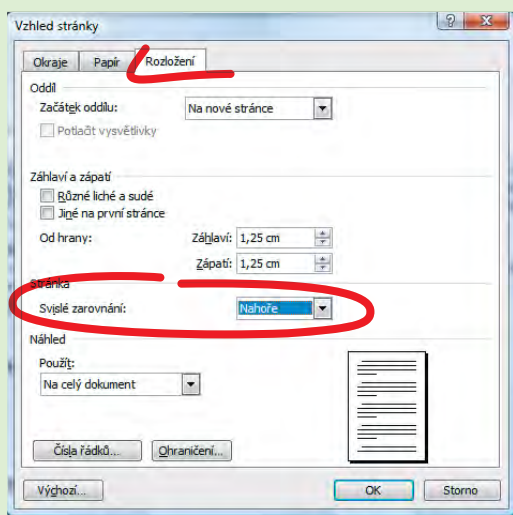 Vzhled stránky
Okraje Papír Rozložení
Oddíl
Začátek oddílu: Na nové stránce
Potlačit vysvětlivky
Záhlaví a zápatí
Různé liché a sudé
Jiné na první stránce
Od hrany: Záhlaví: 1,25 cm
Zápatí: 1,25 cm
Stránka
Svislé zarovnání: Nahoře
Náhled
Použít:
Na celý dokument
Čísla řádků... Ohraničení...
Výchozí... OK Storno